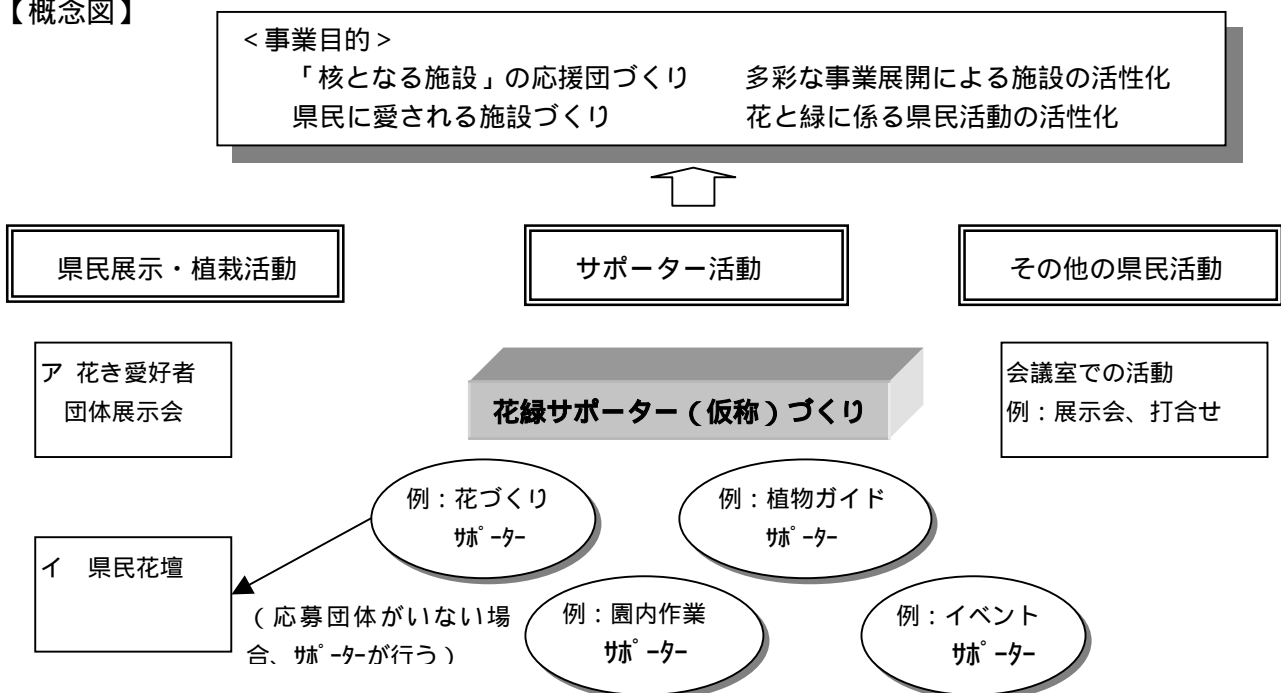 【概念図】
<事業目的>
「核となる施設」の応援団づくり　多彩な事業展開による施設の活性化
県民に愛される施設づくり　花と緑に係る県民活動の活性化
県民展示・植栽活動
サポーター活動
その他の県民活動
ア 花き愛好者
団体展示会
花緑サポーター(仮称)づくり
会議室での活動
例:展示会、打合せ
例:花づくり
ｻﾎﾟｰﾀｰ
例:植物ガイド
ｻﾎﾟｰﾀｰ
イ　県民花壇
(応募団体がいない場
合、ｻﾎﾟｰﾀｰが行う)
例:園内作業
ｻﾎﾟｰﾀｰ
例:イベント
ｻﾎﾟｰﾀｰ